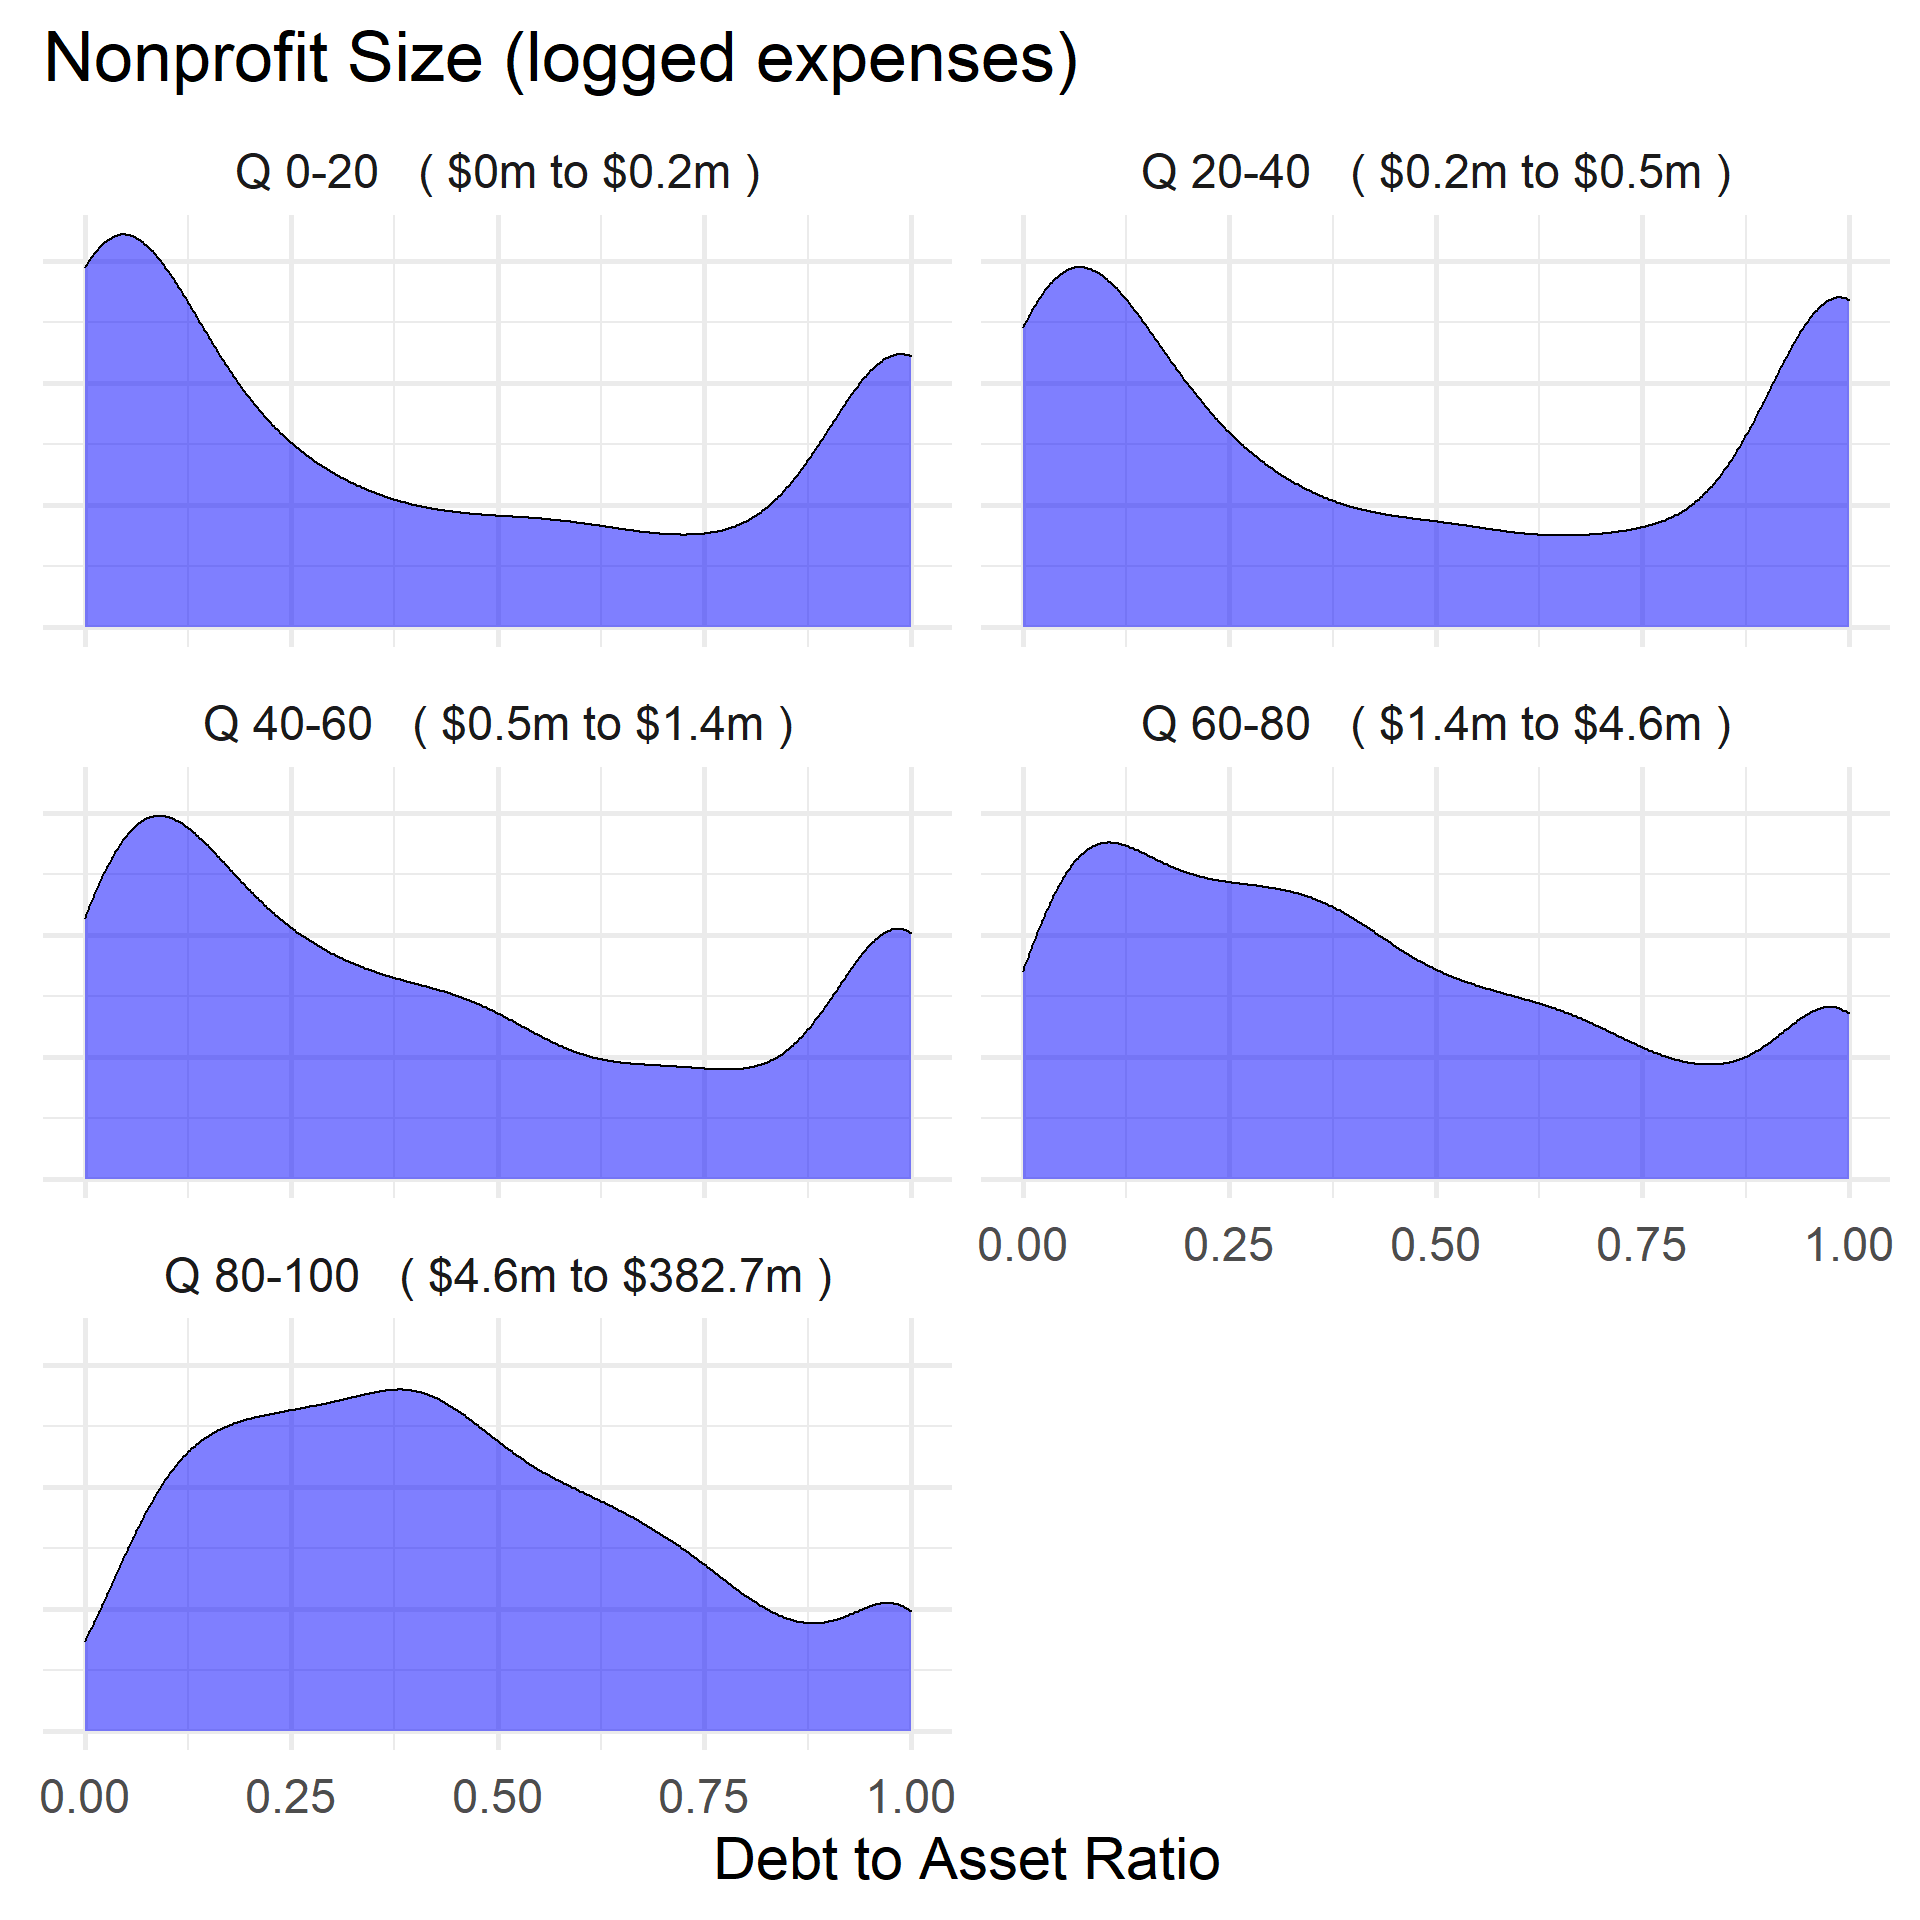 Nonprofit Size (logged expenses)
Q 0-20 ( $0m to $0.2m )
Q 20-40 ( $0.2m to $0.5m )
Q 40-60 ( $0.5m to $1.4m )
Q 60-80 ( $1.4m to $4.6m )
0.00 0.25 0.50 0.75 1.00
Q 80-100 ( $4.6m to $382.7m )
0.00 0.25 0.50 0.75 1.00
Debt to Asset Ratio